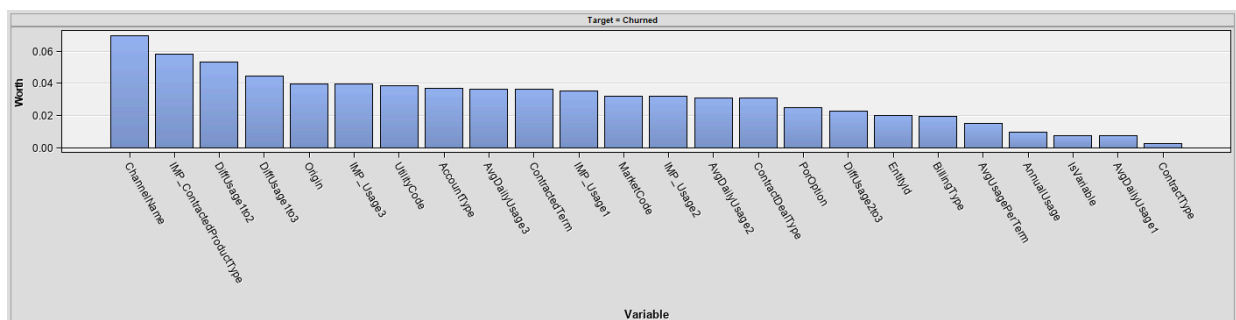 Target = Churned
Worth
0.06
0.04
0.02
0.00
ChannelName
IMP_ContractedProductType
DiffUsage1to2
DiffUsage1to3
Origin
IMP_Usage3
UtilityCode
AccountType
AvgDailyUsage3
ContractedTerm
IMP_Usage1
MarketCode
IMP_Usage2
AvgDailyUsage2
ContractDealType
PorOption
DiffUsage2to3
EntityId
BillingType
AvgUsagePerTerm
AnnualUsage
IsVariable
AvgDailyUsage1
ContractType
Variable